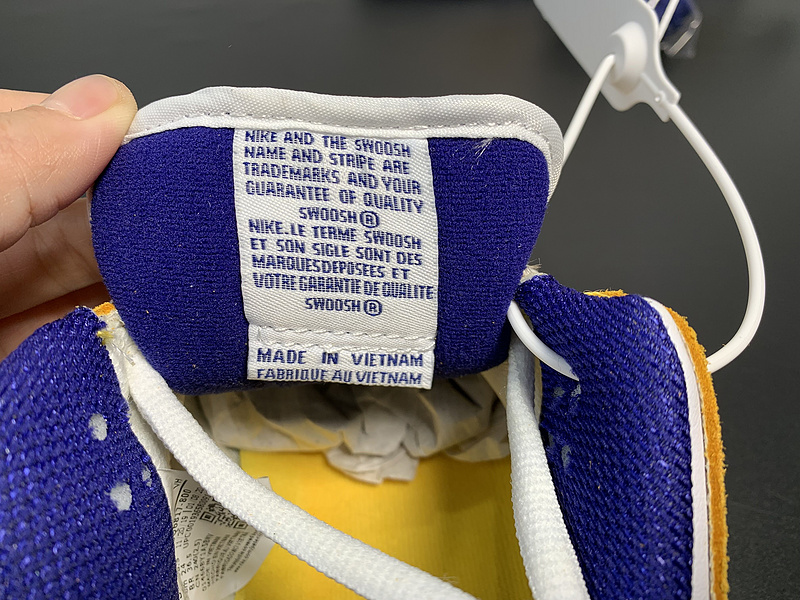 NIKE AND THE SWOOSH
NAME AND STRIPE ARE
TRADEMARKS AND YOUR
GUARANTEE OF QUALITY
SWOOSH®
NIKE.LE TERME SWOOSH
ET SON SIGLE SONT DES
MARQUESDEPOSEES ET
VOTRE GARANTIE DE QUALITE
SWOOSH®
MADE IN VIETNAM
FABRIQUE AU VIETNAM